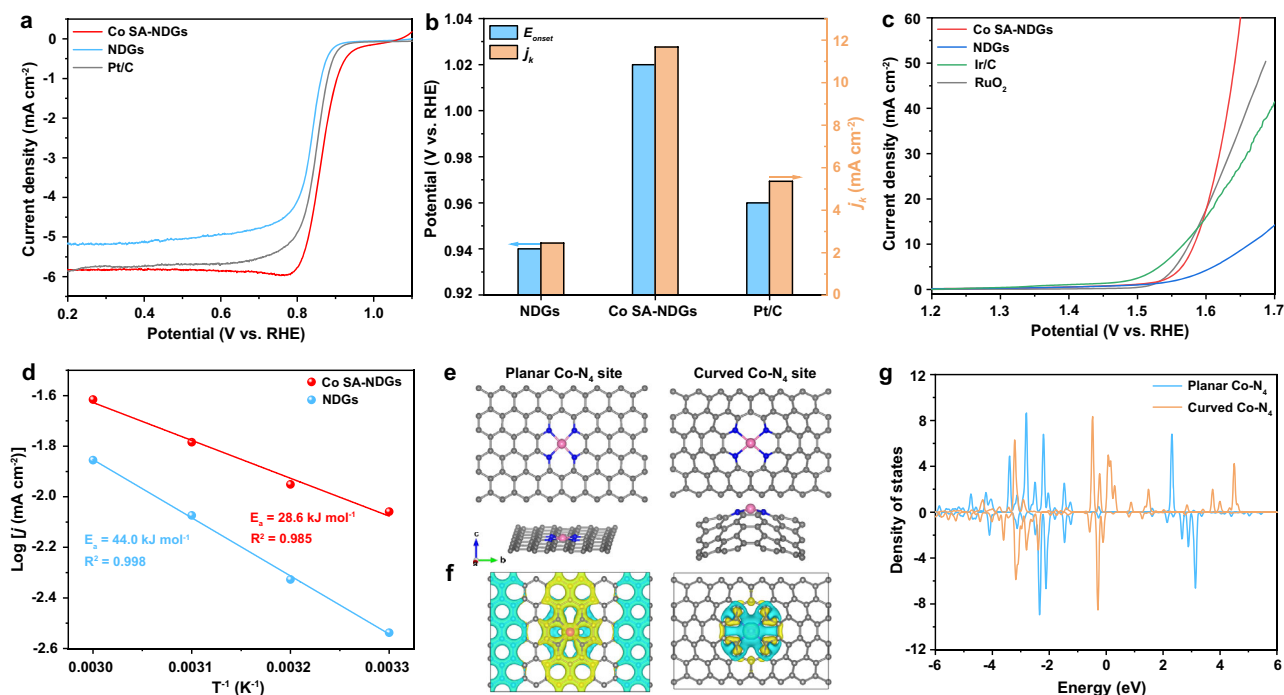 a
Co SA-NDGs
NDGs
Pt/C
Current density (mA cm⁻²)
0
-1
-2
-3
-4
-5
-6
0.2 0.4 0.6 0.8 1.0
Potential (V vs. RHE)
b
E_onset
j_k
Potential (V vs. RHE)
1.04
1.02
1.00
0.98
0.96
0.94
0.92
j_k (mA cm⁻²)
12
10
8
6
4
2
0
NDGs Co SA-NDGs Pt/C
c
Co SA-NDGs
NDGs
Ir/C
RuO₂
Current density (mA cm⁻²)
60
50
40
30
20
10
0
1.2 1.3 1.4 1.5 1.6 1.7
Potential (V vs. RHE)
d
Co SA-NDGs
NDGs
Log [j/ (mA cm⁻²)]
-1.6
-1.8
-2.0
-2.2
-2.4
-2.6
Eₐ = 28.6 kJ mol⁻¹
R² = 0.985
Eₐ = 44.0 kJ mol⁻¹
R² = 0.998
0.0030 0.0031 0.0032 0.0033
T⁻¹ (K⁻¹)
e
Planar Co-N₄ site Curved Co-N₄ site
c
b
f
g
Planar Co-N₄
Curved Co-N₄
Density of states
12
8
4
0
-4
-8
-12
-6 -4 -2 0 2 4 6
Energy (eV)